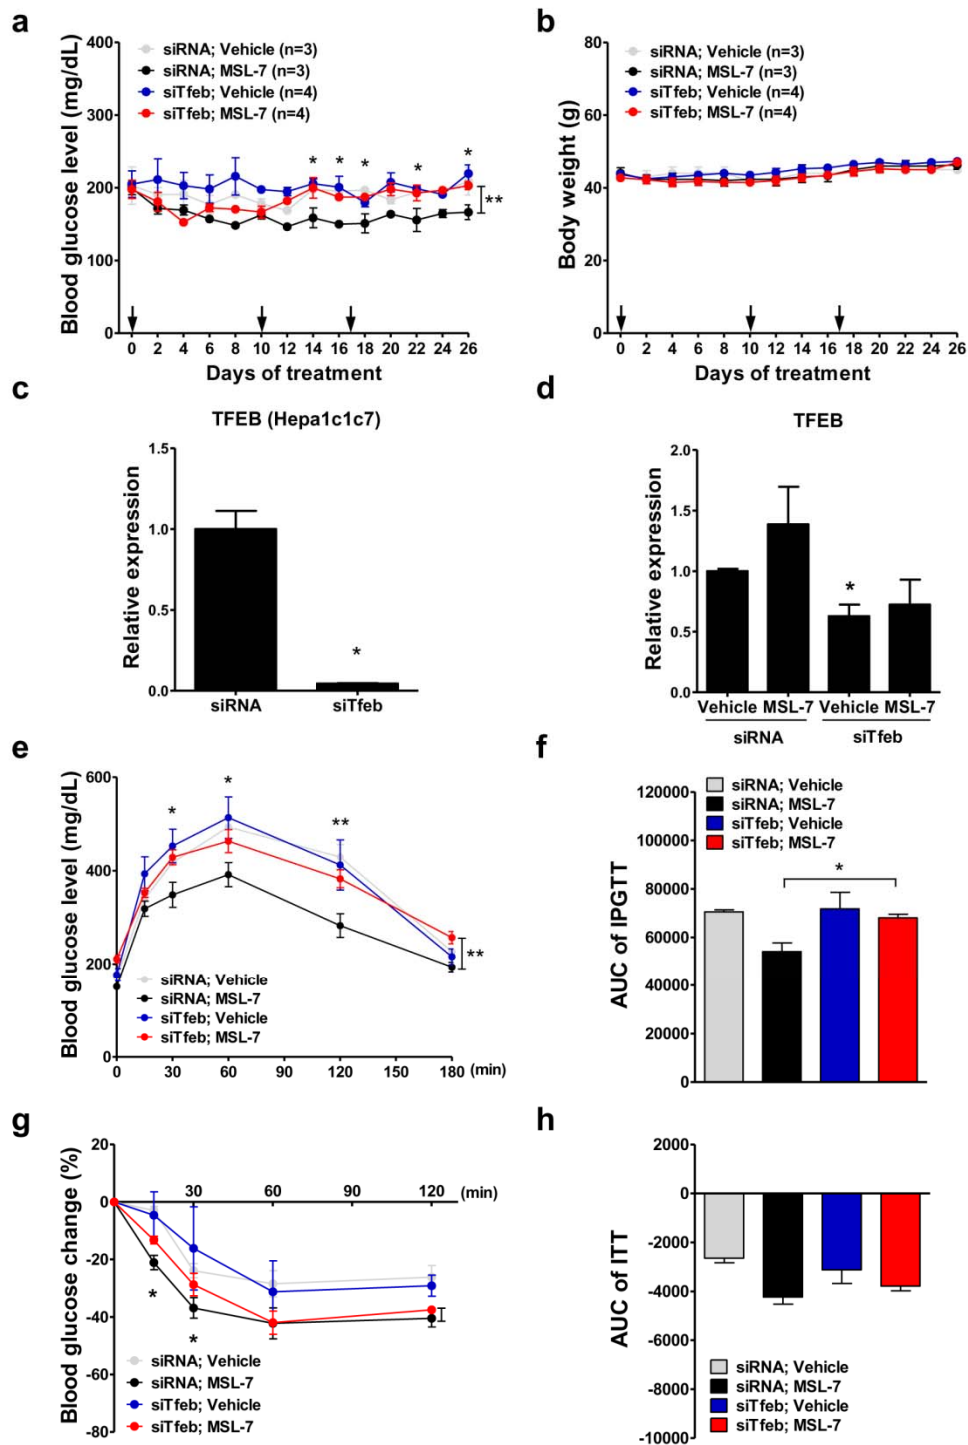 a
Blood glucose level (mg/dL)
400
300
200
100
0
siRNA; Vehicle (n=3)
siRNA; MSL-7 (n=3)
siTfeb; Vehicle (n=4)
siTfeb; MSL-7 (n=4)
* * * * *
**
0 2 4 6 8 10 12 14 16 18 20 22 24 26
Days of treatment
b
Body weight (g)
80
60
40
20
0
siRNA; Vehicle (n=3)
siRNA; MSL-7 (n=3)
siTfeb; Vehicle (n=4)
siTfeb; MSL-7 (n=4)
0 2 4 6 8 10 12 14 16 18 20 22 24 26
Days of treatment
c
TFEB (Hepa1c1c7)
Relative expression
1.5
1.0
0.5
0.0
*
siRNA siTfeb
d
TFEB
Relative expression
2.0
1.5
1.0
0.5
0.0
*
Vehicle MSL-7 Vehicle MSL-7
siRNA siTfeb
e
Blood glucose level (mg/dL)
600
400
200
0
* * **
**
siRNA; Vehicle
siRNA; MSL-7
siTfeb; Vehicle
siTfeb; MSL-7
0 30 60 90 120 150 180 (min)
f
AUC of IPGTT
siRNA; Vehicle
siRNA; MSL-7
siTfeb; Vehicle
siTfeb; MSL-7
120000
100000
80000
60000
40000
20000
0
*
g
Blood glucose change (%)
20
0
-20
-40
-60
-80
30 60 90 120 (min)
*
*
siRNA; Vehicle
siRNA; MSL-7
siTfeb; Vehicle
siTfeb; MSL-7
h
AUC of ITT
2000
0
-2000
-4000
-6000
-8000
-10000
siRNA; Vehicle
siRNA; MSL-7
siTfeb; Vehicle
siTfeb; MSL-7